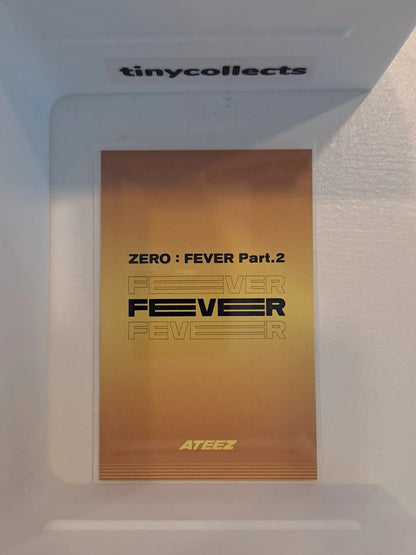 tinycollects
ZERO : FEVER Part.2
FEVER
FEVER
FEVER
ATEEZ